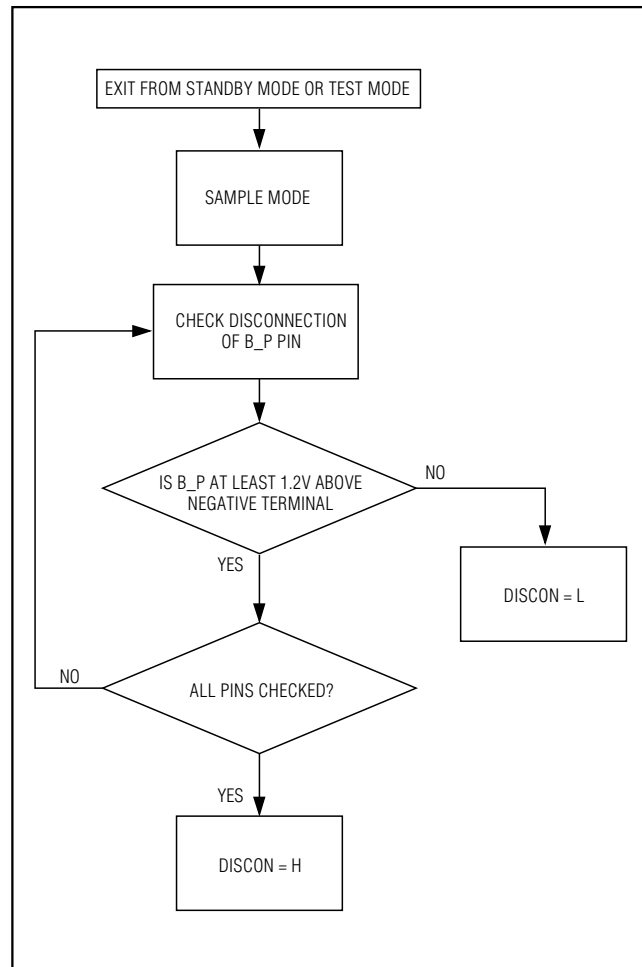 EXIT FROM STANDBY MODE OR TEST MODE
SAMPLE MODE
CHECK DISCONNECTION
OF B_P PIN
IS B_P AT LEAST 1.2V ABOVE
NEGATIVE TERMINAL
NO
YES
DISCON = L
ALL PINS CHECKED?
NO
YES
DISCON = H